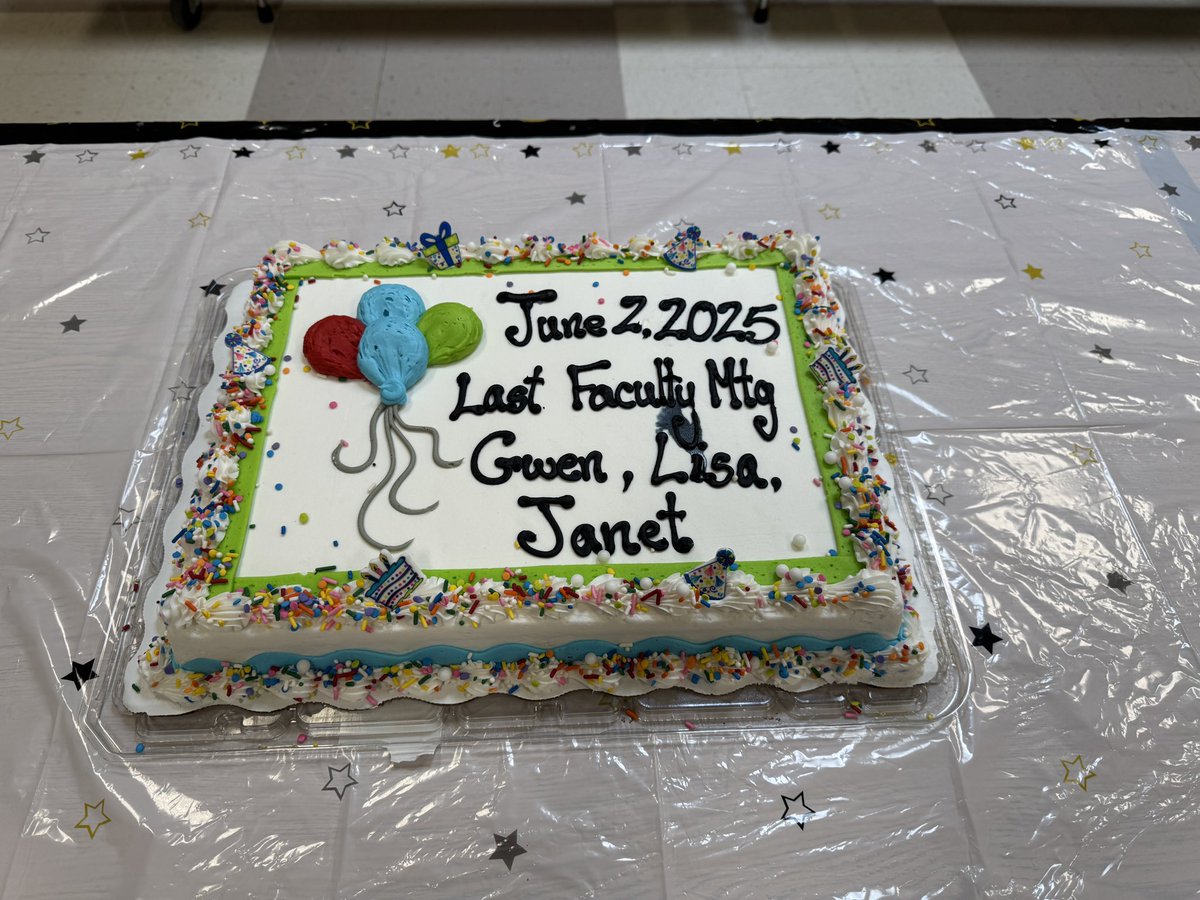 June 2, 2025
Last Faculty Mtg
Gwen, Lisa,
Janet